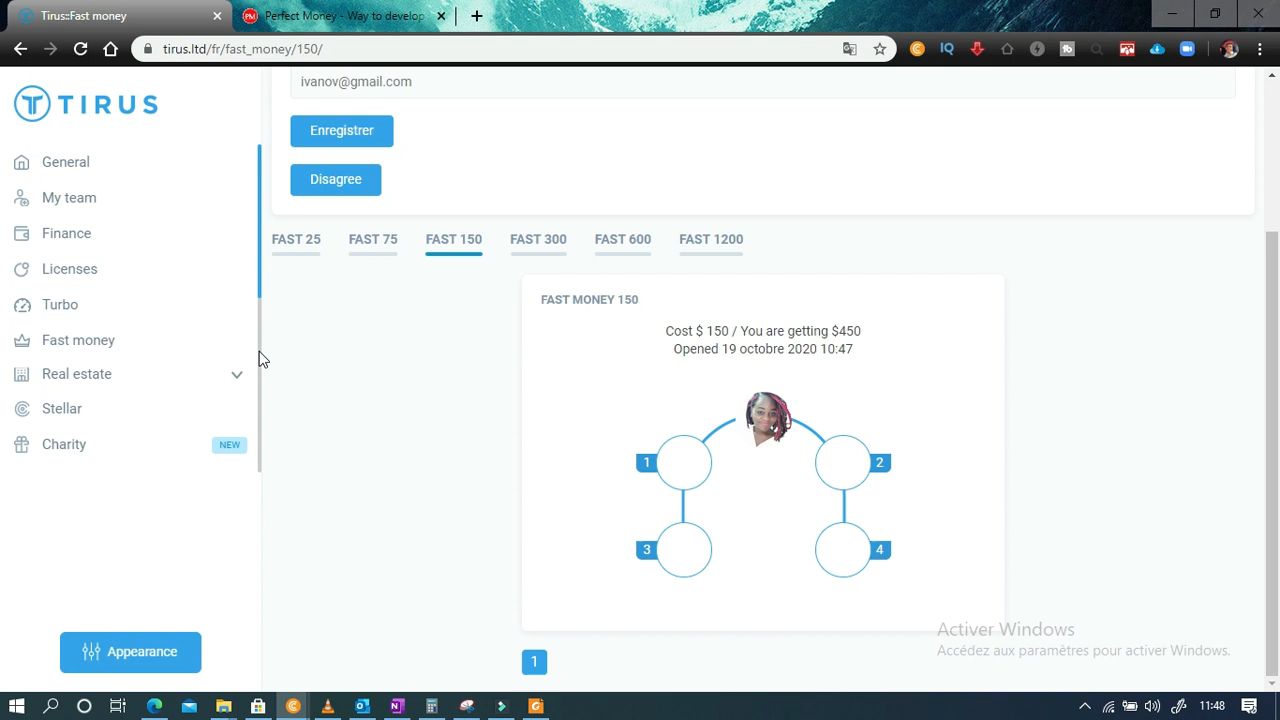 Tirus:Fast money
Perfect Money - Way to develop
tirus.ltd/fr/fast_money/150/
TIRUS
General
My team
Finance
Licenses
Turbo
Fast money
Real estate
Stellar
Charity NEW
Appearance
ivanov@gmail.com
Enregistrer
Disagree
FAST 25 FAST 75 FAST 150 FAST 300 FAST 600 FAST 1200
FAST MONEY 150
Cost $ 150 / You are getting $450
Opened 19 octobre 2020 10:47
1 2
3 4
1
Activer Windows
Accédez aux paramètres pour activer Windows.
11:48